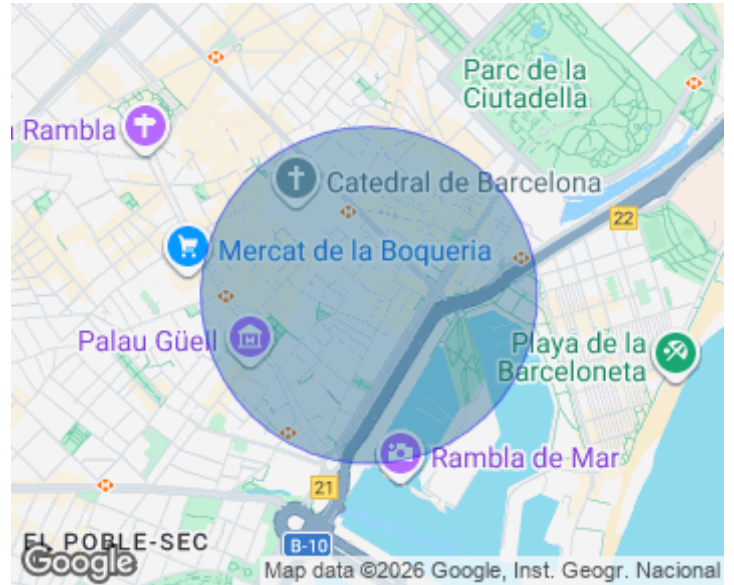 Parc de la
Ciutadella
a Rambla
Catedral de Barcelona
22
Mercat de la Boqueria
Palau Güell
Playa de la
Barceloneta
Rambla de Mar
21
EL POBLE-SEC
B-10
Google
Map data ©2026 Google, Inst. Geogr. Nacional